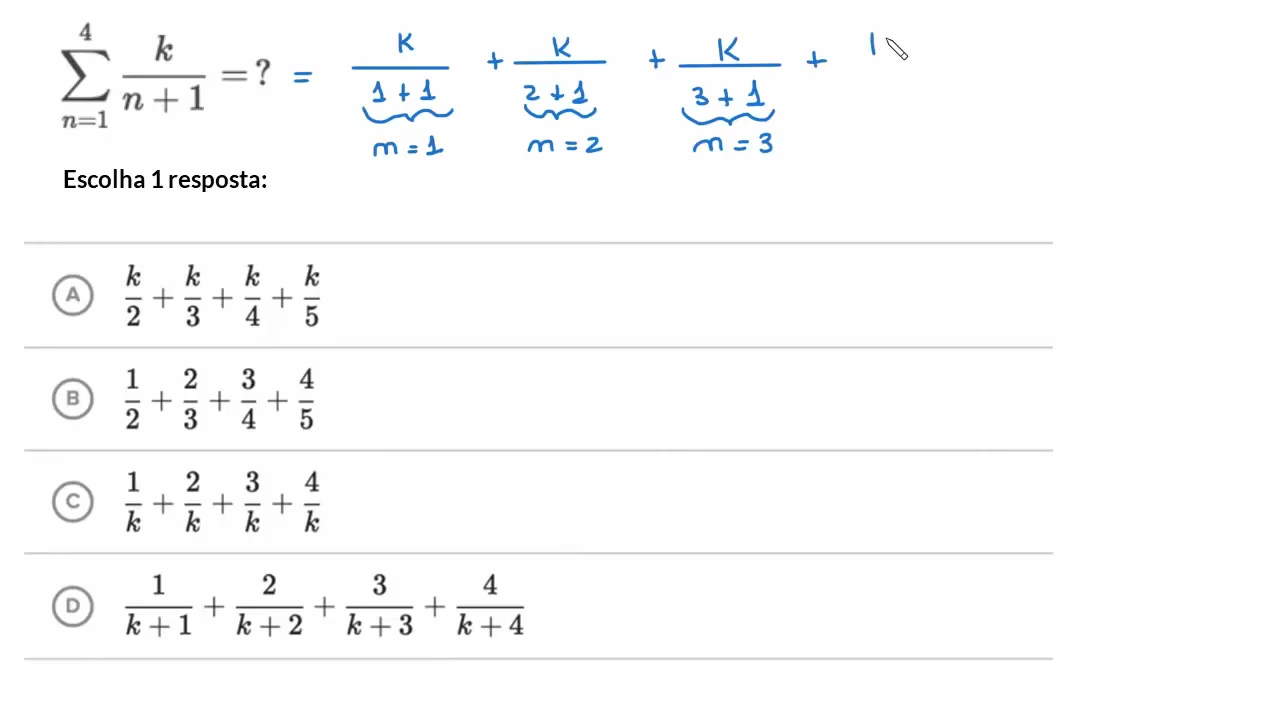 4
∑ k/(n + 1) = ? = K/(1 + 1) + K/(2 + 1) + K/(3 + 1) +
n=1
n = 1 n = 2 n = 3
Escolha 1 resposta:
A k/2 + k/3 + k/4 + k/5
B 1/2 + 2/3 + 3/4 + 4/5
C 1/k + 2/k + 3/k + 4/k
D 1/(k + 1) + 2/(k + 2) + 3/(k + 3) + 4/(k + 4)